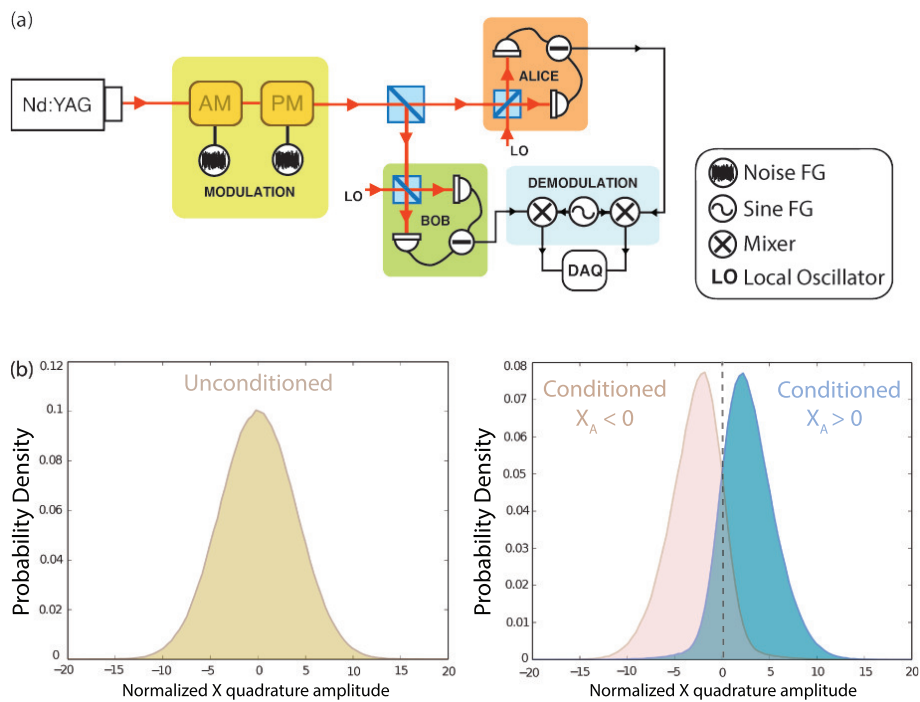 (a)
Nd:YAG
AM
PM
MODULATION
ALICE
LO
LO
BOB
DEMODULATION
DAQ
Noise FG
Sine FG
Mixer
LO Local Oscillator
(b)
Unconditioned
Probability Density
0.12
0.1
0.08
0.06
0.04
0.02
0
−20 −15 −10 −5 0 5 10 15 20
Normalized X quadrature amplitude
Conditioned
X_A < 0
Conditioned
X_A > 0
Probability Density
0.08
0.07
0.06
0.05
0.04
0.03
0.02
0.01
0
−20 −15 −10 −5 0 5 10 15 20
Normalized X quadrature amplitude